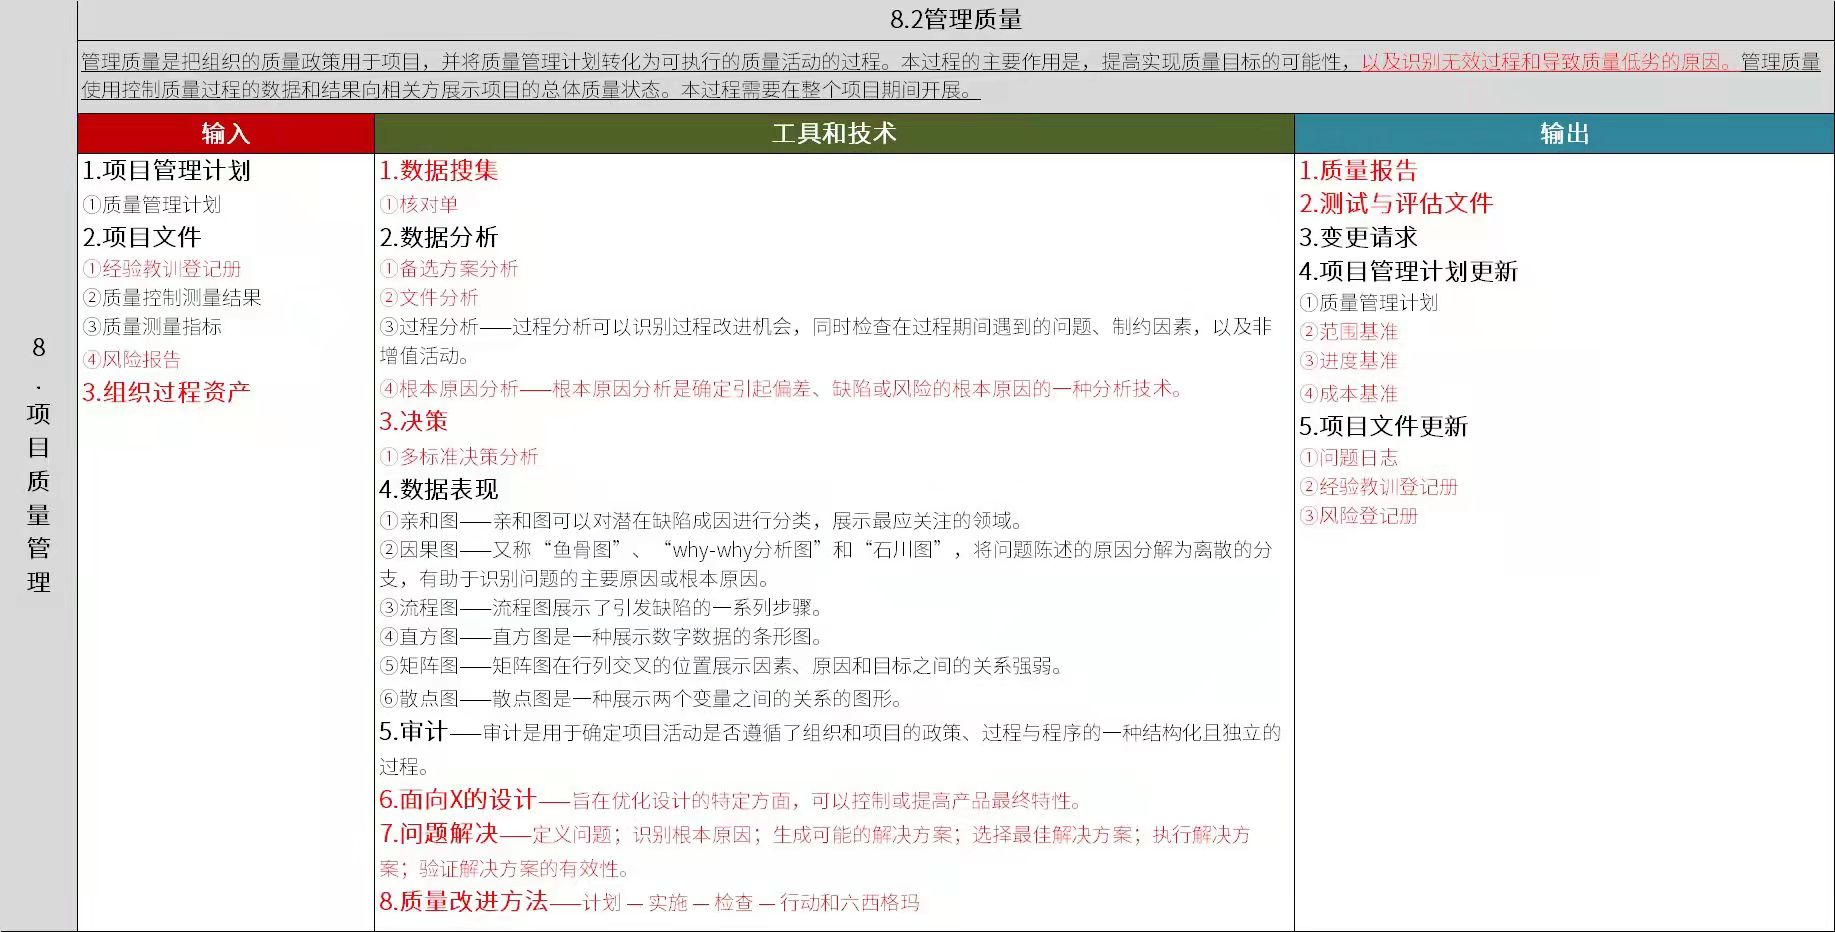 8.2管理质量
管理质量是把组织的质量政策用于项目，并将质量管理计划转化为可执行的质量活动的过程。本过程的主要作用是，提高实现质量目标的可能性，以及识别无效过程和导致质量低劣的原因。管理质量
使用控制质量过程的数据和结果向相关方展示项目的总体质量状态。本过程需要在整个项目期间开展。
8.项目质量管理
输入
1.项目管理计划
①质量管理计划
2.项目文件
①经验教训登记册
②质量控制测量结果
③质量测量指标
④风险报告
3.组织过程资产
工具和技术
1.数据搜集
①核对单
2.数据分析
①备选方案分析
②文件分析
③过程分析——过程分析可以识别过程改进机会，同时检查在过程期间遇到的问题、制约因素，以及非
增值活动。
④根本原因分析——根本原因分析是确定引起偏差、缺陷或风险的根本原因的一种分析技术。
3.决策
①多标准决策分析
4.数据表现
①亲和图——亲和图可以对潜在缺陷成因进行分类，展示最应关注的领域。
②因果图——又称“鱼骨图”、“why-why分析图”和“石川图”，将问题陈述的原因分解为离散的分
支，有助于识别问题的主要原因或根本原因。
③流程图——流程图展示了引发缺陷的一系列步骤。
④直方图——直方图是一种展示数字数据的条形图。
⑤矩阵图——矩阵图在行列交叉的位置展示因素、原因和目标之间的关系强弱。
⑥散点图——散点图是一种展示两个变量之间的关系的图形。
5.审计——审计是用于确定项目活动是否遵循了组织和项目的政策、过程与程序的一种结构化且独立的
过程。
6.面向X的设计——旨在优化设计的特定方面，可以控制或提高产品最终特性。
7.问题解决——定义问题；识别根本原因；生成可能的解决方案；选择最佳解决方案；执行解决方
案；验证解决方案的有效性。
8.质量改进方法——计划 — 实施 — 检查 — 行动和六西格玛
输出
1.质量报告
2.测试与评估文件
3.变更请求
4.项目管理计划更新
①质量管理计划
②范围基准
③进度基准
④成本基准
5.项目文件更新
①问题日志
②经验教训登记册
③风险登记册